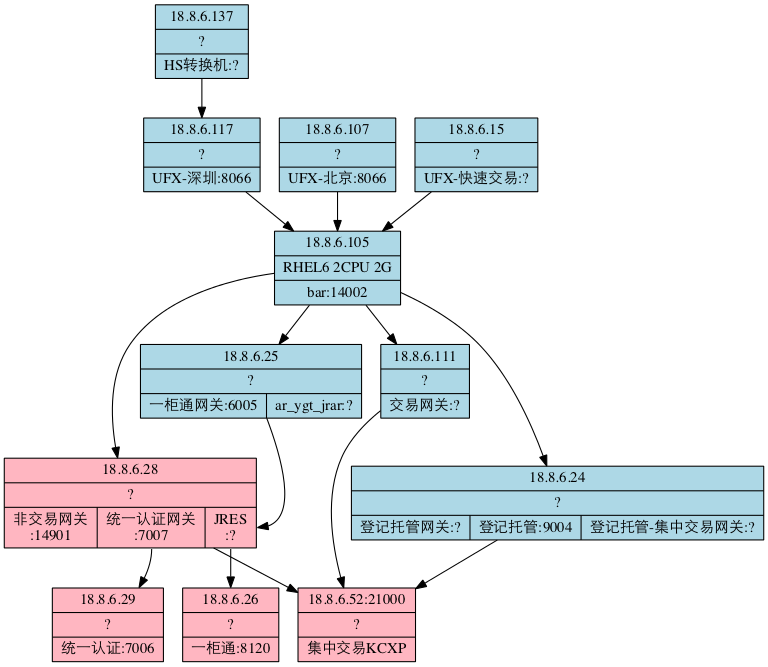 18.8.6.137
?
HS转换机:?
18.8.6.117
?
UFX-深圳:8066
18.8.6.107
?
UFX-北京:8066
18.8.6.15
?
UFX-快速交易:?
18.8.6.105
RHEL6 2CPU 2G
bar:14002
18.8.6.25
?
一柜通网关:6005
ar_ygt_jrar:?
18.8.6.111
?
交易网关:?
18.8.6.28
?
非交易网关
:14901
统一认证网关
:7007
JRES
:?
18.8.6.24
?
登记托管网关:?
登记托管:9004
登记托管-集中交易网关:?
18.8.6.29
?
统一认证:7006
18.8.6.26
?
一柜通:8120
18.8.6.52:21000
?
集中交易KCXP